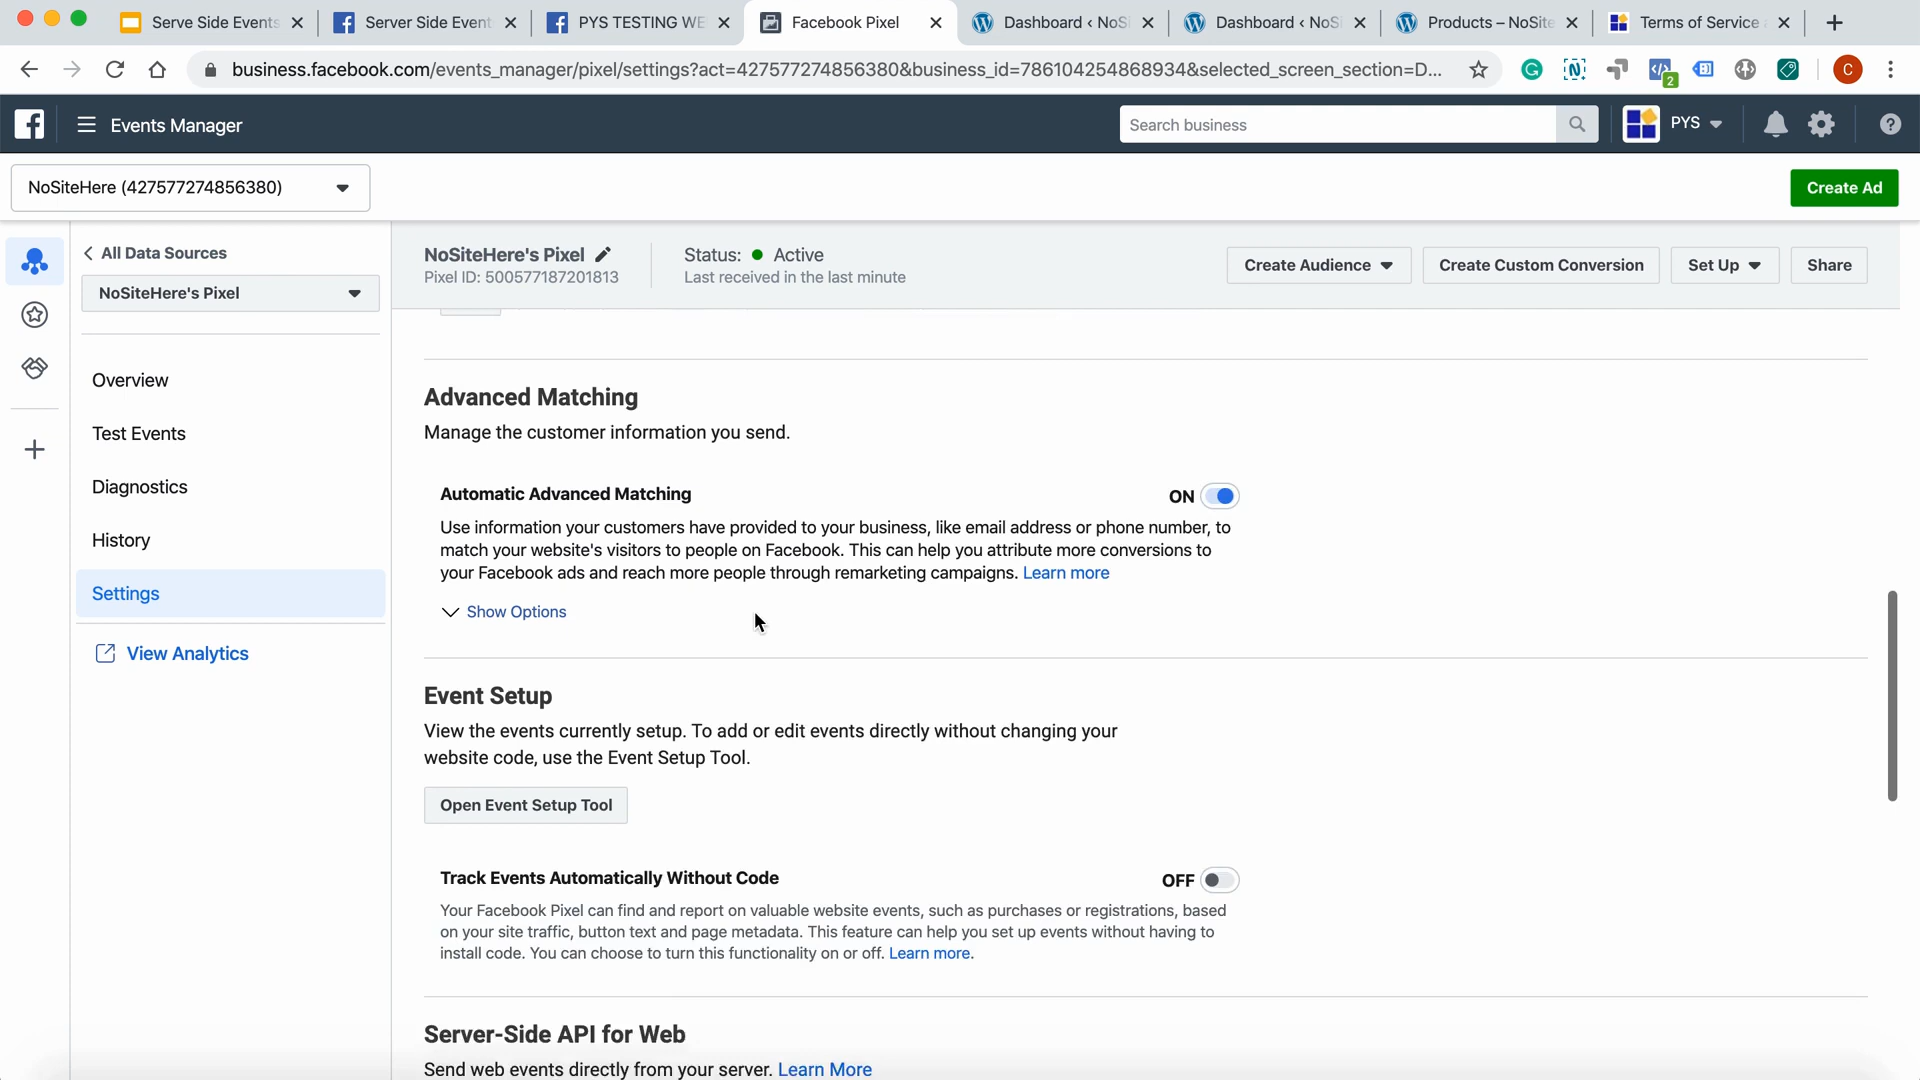 Serve Side Events
Server Side Event
PYS TESTING WE
Facebook Pixel
Dashboard < NoSi
Dashboard < NoSi
Products – NoSite
Terms of Service
business.facebook.com/events_manager/pixel/settings?act=427577274856380&business_id=786104254868934&selected_screen_section=D...
2
C
Events Manager
Search business
PYS
NoSiteHere (427577274856380)
Create Ad
All Data Sources
NoSiteHere's Pixel
Overview
Test Events
Diagnostics
History
Settings
View Analytics
NoSiteHere's Pixel
Pixel ID: 500577187201813
Status: Active
Last received in the last minute
Create Audience
Create Custom Conversion
Set Up
Share
Advanced Matching
Manage the customer information you send.
Automatic Advanced Matching
ON
Use information your customers have provided to your business, like email address or phone number, to
match your website's visitors to people on Facebook. This can help you attribute more conversions to
your Facebook ads and reach more people through remarketing campaigns. Learn more
Show Options
Event Setup
View the events currently setup. To add or edit events directly without changing your
website code, use the Event Setup Tool.
Open Event Setup Tool
Track Events Automatically Without Code
OFF
Your Facebook Pixel can find and report on valuable website events, such as purchases or registrations, based
on your site traffic, button text and page metadata. This feature can help you set up events without having to
install code. You can choose to turn this functionality on or off. Learn more.
Server-Side API for Web
Send web events directly from your server. Learn More